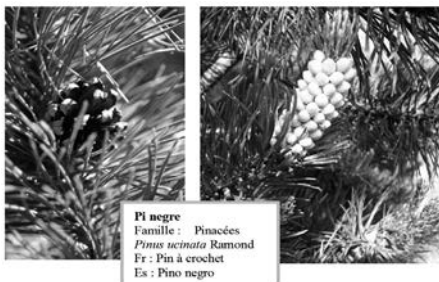 Pi negre
Famille : Pinacées
Pinus ucinata Ramond
Fr : Pin à crochet
Es : Pino negro